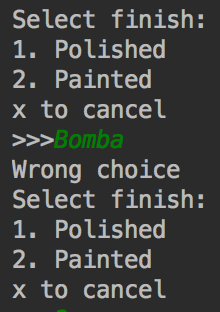 Select finish:
1. Polished
2. Painted
x to cancel
>>>Bomba
Wrong choice
Select finish:
1. Polished
2. Painted
x to cancel